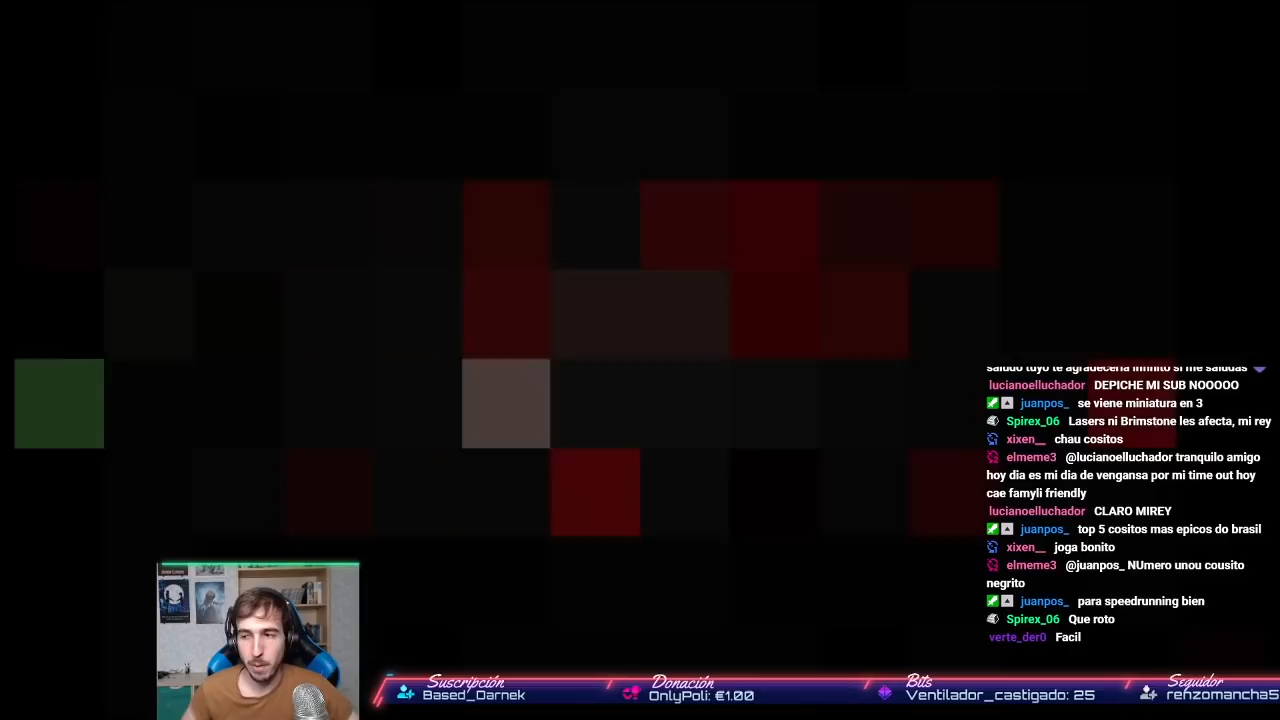 saludo tuyo te agradeceria infinito si me saludas
lucianoelluchador DEPICHE MI SUB NOOOOO
juanpos_ se viene miniatura en 3
Spirex_06 Lasers ni Brimstone les afecta, mi rey
xixen__ chau cositos
elmeme3 @lucianoelluchador tranquilo amigo
hoy dia es mi dia de vengansa por mi time out hoy
cae famyli friendly
lucianoelluchador CLARO MIREY
juanpos_ top 5 cositos mas epicos do brasil
xixen__ joga bonito
elmeme3 @juanpos_ NUmero unou cousito
negrito
juanpos_ para speedrunning bien
Spirex_06 Que roto
verte_der0 Facil
Suscripción
Based_Darnek
Donación
OnlyPoli: €1.00
Bits
Ventilador_castigado: 25
Seguidor
renzomancha5